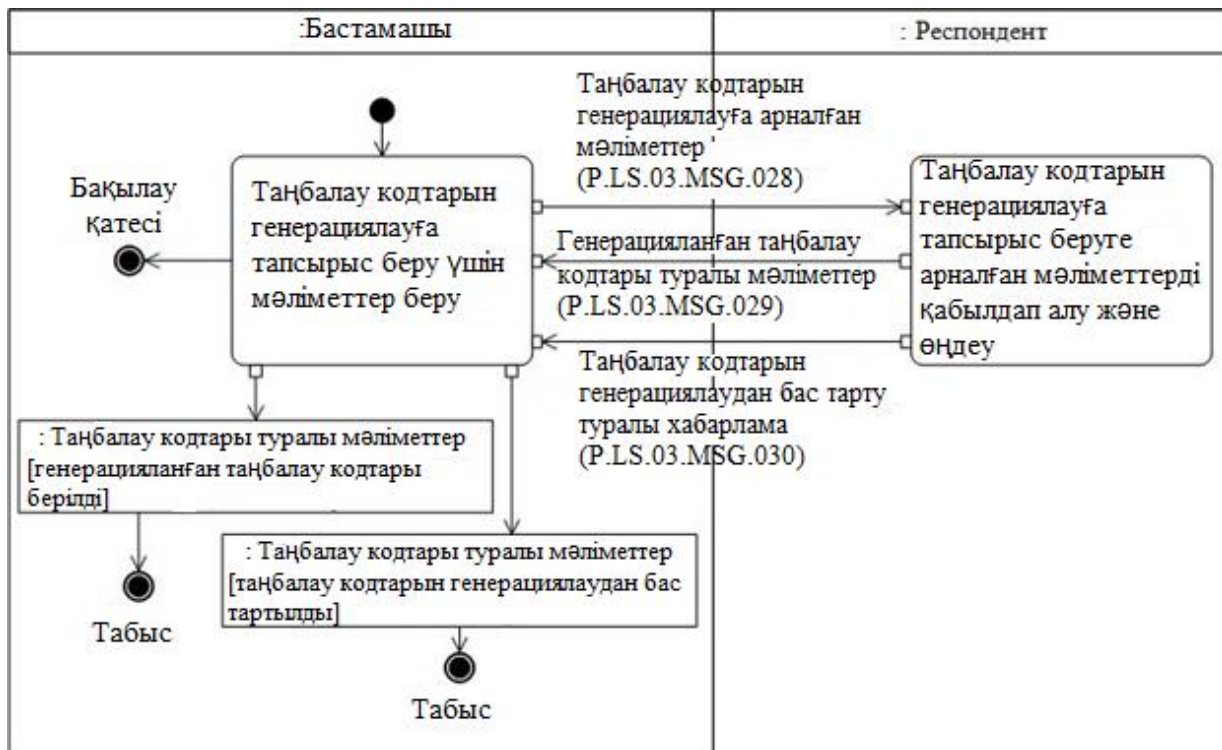 :Бастамашы
: Респондент
Таңбалау кодтарын
генерациялауға арналған
мәліметтер
(P.LS.03.MSG.028)
Бақылау
қатесі
Таңбалау кодтарын
генерациялауға
тапсырыс беру үшін
мәліметтер беру
Генерацияланған таңбалау
кодтары туралы мәліметтер
(P.LS.03.MSG.029)
Таңбалау кодтарын
генерациялауға
тапсырыс беруге
арналған мәліметтерді
қабылдап алу және
өңдеу
Таңбалау кодтарын
генерациялаудан бас тарту
туралы хабарлама
(P.LS.03.MSG.030)
: Таңбалау кодтары туралы мәліметтер
[генерацияланған таңбалау кодтары
берілді]
: Таңбалау кодтары туралы мәліметтер
[таңбалау кодтарын генерациялаудан бас
тартылды]
Табыс
Табыс